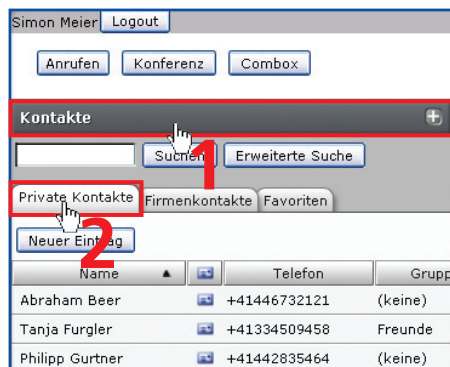 Simon Meier Logout
Anrufen Konferenz Combox
Kontakte
Suchen Erweiterte Suche
1
Private Kontakte Firmenkontakte Favoriten
Neuer Eintrag
2
Name Telefon Grupp
Abraham Beer +41446732121 (keine)
Tanja Furgler +41334509458 Freunde
Philipp Gurtner +41442835464 (keine)